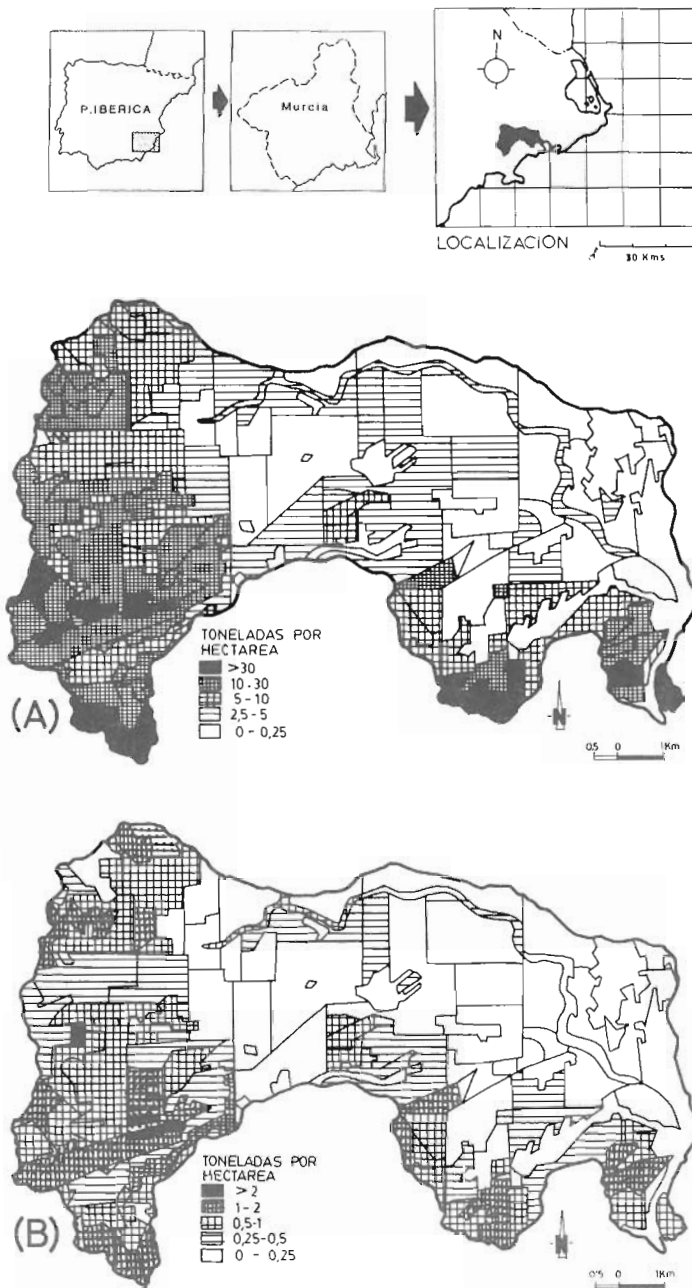 P.IBERICA
Murcia
N
LOCALIZACION
30 Kms
TONELADAS POR
HECTAREA
>30
10-30
5-10
2,5-5
0-0,25
(A)
N
0.5 0 1Km
TONELADAS POR
HECTAREA
>2
1-2
0,5-1
0,25-0,5
0-0,25
(B)
N
0.5 0 1Km